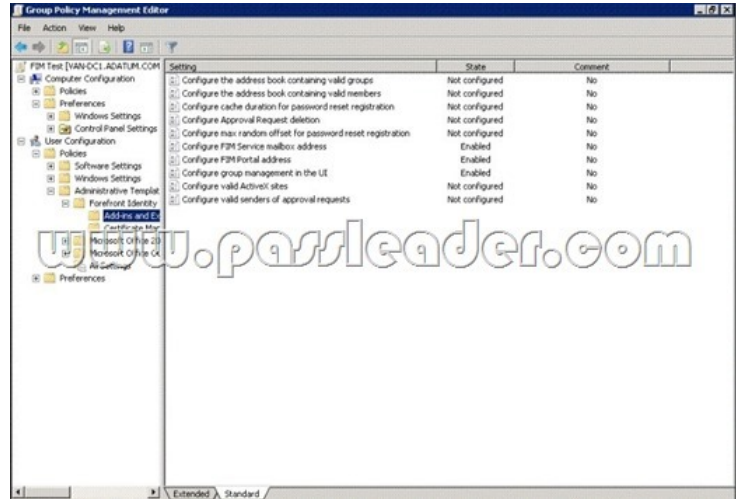 Group Policy Management Editor
File Action View Help
FIM Test [VAN-DC1.ADATUM.COM
Computer Configuration
Policies
Preferences
Windows Settings
Control Panel Settings
User Configuration
Policies
Software Settings
Windows Settings
Administrative Templat
Forefront Identity
Add-ins and Ex
Certificate Man
Microsoft Office 20
Microsoft Office
All Settings
Preferences
Setting State Comment
Configure the address book containing valid groups Not configured No
Configure the address book containing valid members Not configured No
Configure cache duration for password reset registration Not configured No
Configure Approval Request deletion Not configured No
Configure max random offset for password reset registration Not configured No
Configure FIM Service mailbox address Enabled No
Configure FIM Portal address Enabled No
Configure group management in the UI Enabled No
Configure valid ActiveX sites Not configured No
Configure valid senders of approval requests Not configured No
www.passleader.com
Extended Standard